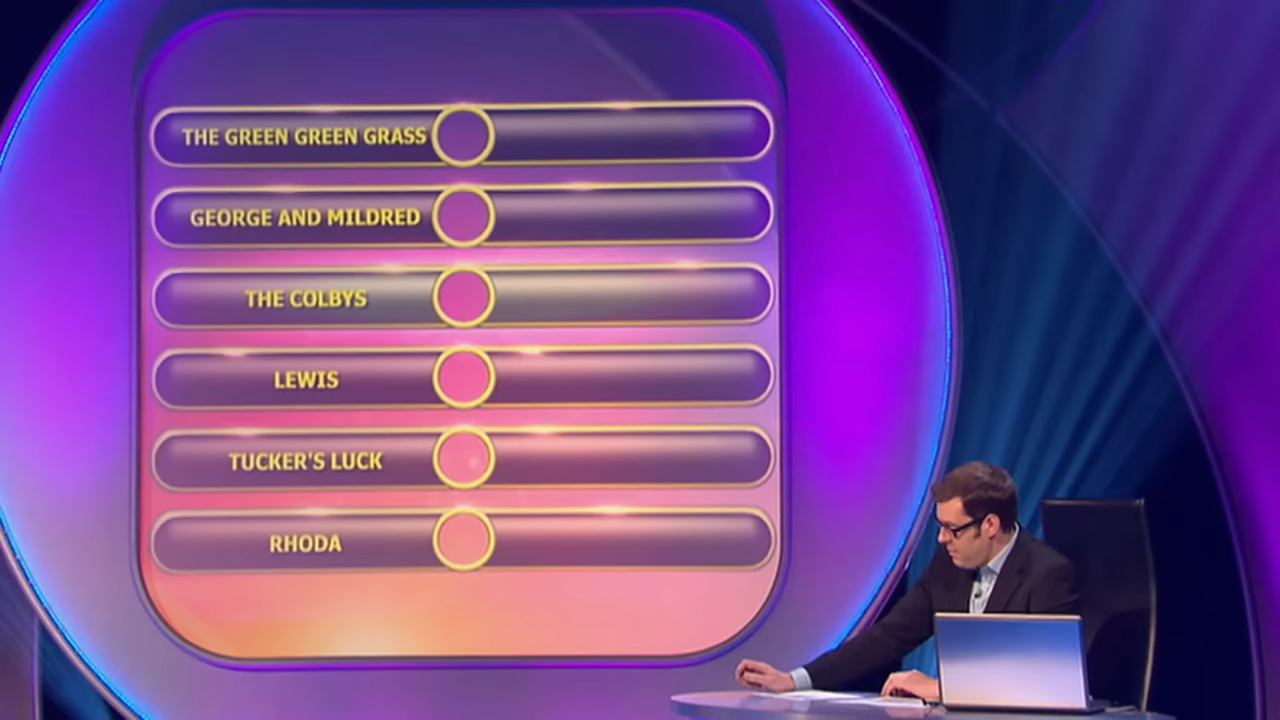 THE GREEN GREEN GRASS
GEORGE AND MILDRED
THE COLBYS
LEWIS
TUCKER'S LUCK
RHODA